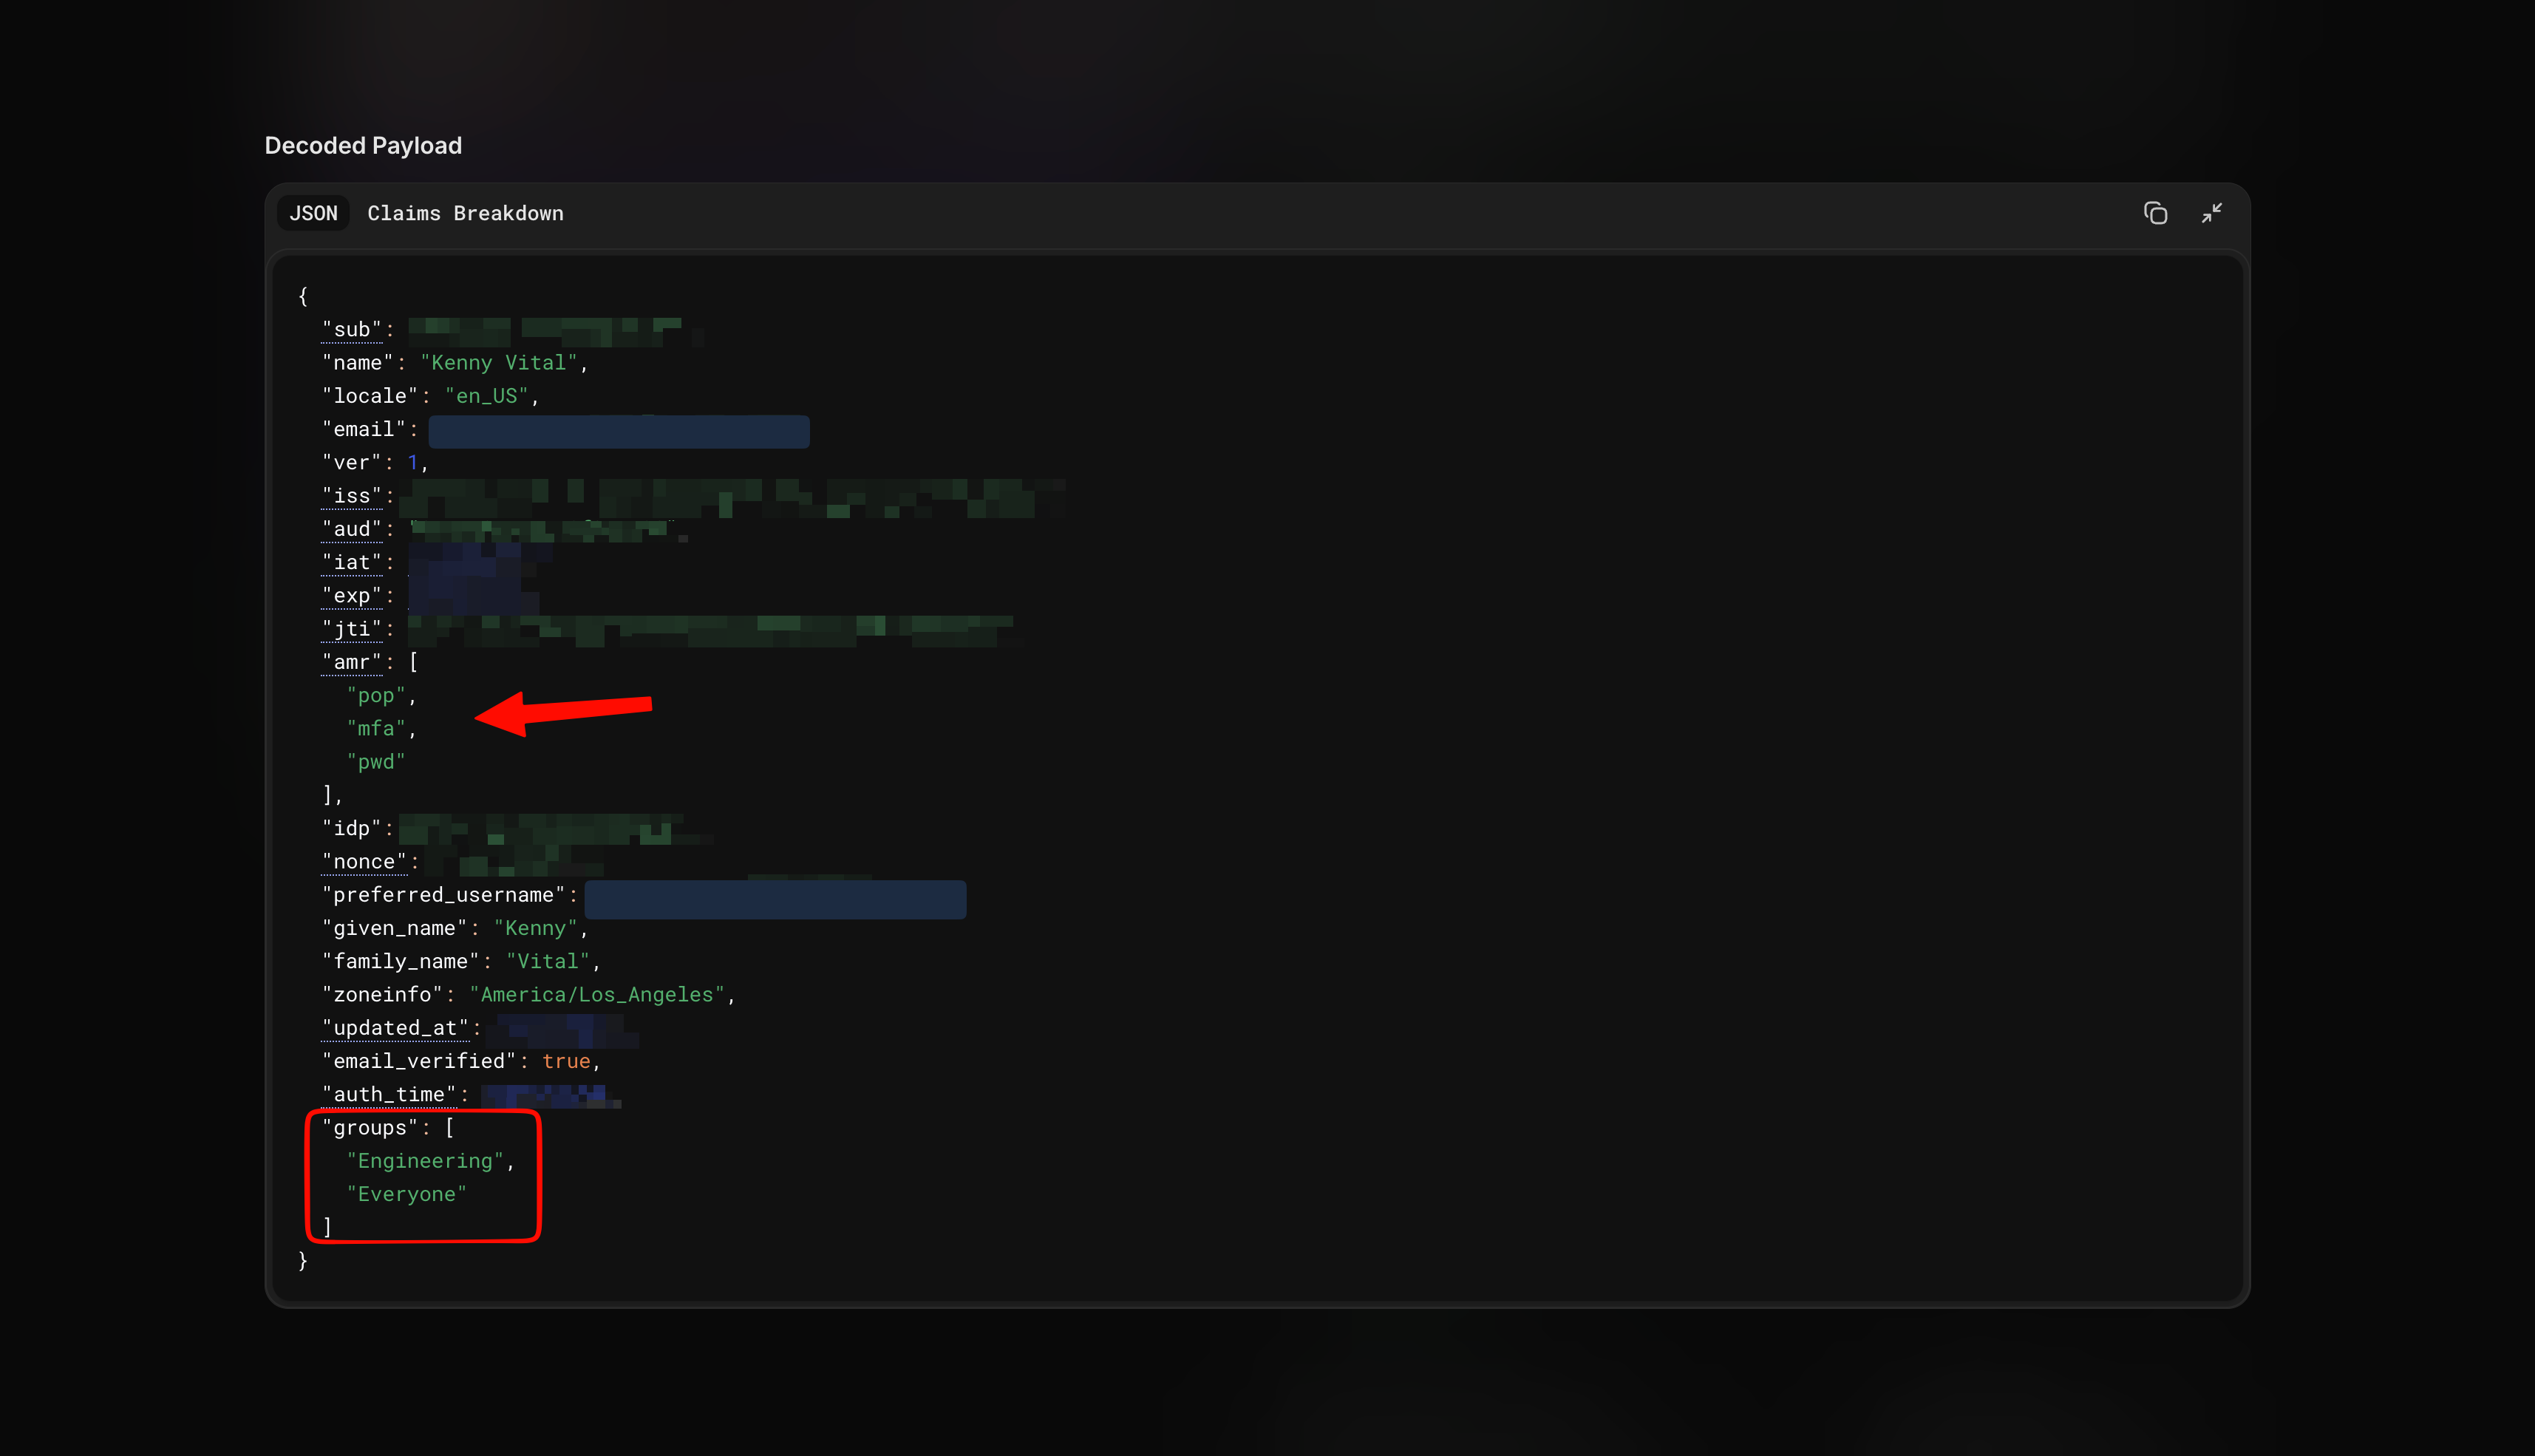 Decoded Payload
JSON Claims Breakdown
{
"sub":
"name": "Kenny Vital",
"locale": "en_US",
"email":
"ver": 1,
"iss":
"aud":
"iat":
"exp":
"jti":
"amr": [
"pop",
"mfa",
"pwd"
],
"idp":
"nonce":
"preferred_username":
"given_name": "Kenny",
"family_name": "Vital",
"zoneinfo": "America/Los_Angeles",
"updated_at":
"email_verified": true,
"auth_time":
"groups": [
"Engineering",
"Everyone"
]
}